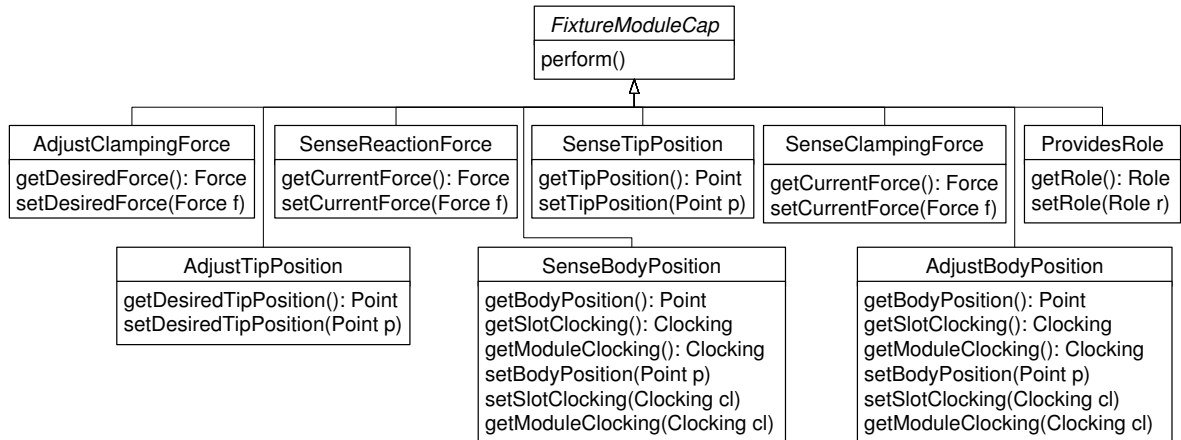 FixtureModuleCap
perform()
AdjustClampingForce
getDesiredForce(): Force
setDesiredForce(Force f)
SenseReactionForce
getCurrentForce(): Force
setCurrentForce(Force f)
SenseTipPosition
getTipPosition(): Point
setTipPosition(Point p)
SenseClampingForce
getCurrentForce(): Force
setCurrentForce(Force f)
ProvidesRole
getRole(): Role
setRole(Role r)
AdjustTipPosition
getDesiredTipPosition(): Point
setDesiredTipPosition(Point p)
SenseBodyPosition
getBodyPosition(): Point
getSlotClocking(): Clocking
getModuleClocking(): Clocking
setBodyPosition(Point p)
setSlotClocking(Clocking cl)
getModuleClocking(Clocking cl)
AdjustBodyPosition
getBodyPosition(): Point
getSlotClocking(): Clocking
getModuleClocking(): Clocking
setBodyPosition(Point p)
setSlotClocking(Clocking cl)
getModuleClocking(Clocking cl)